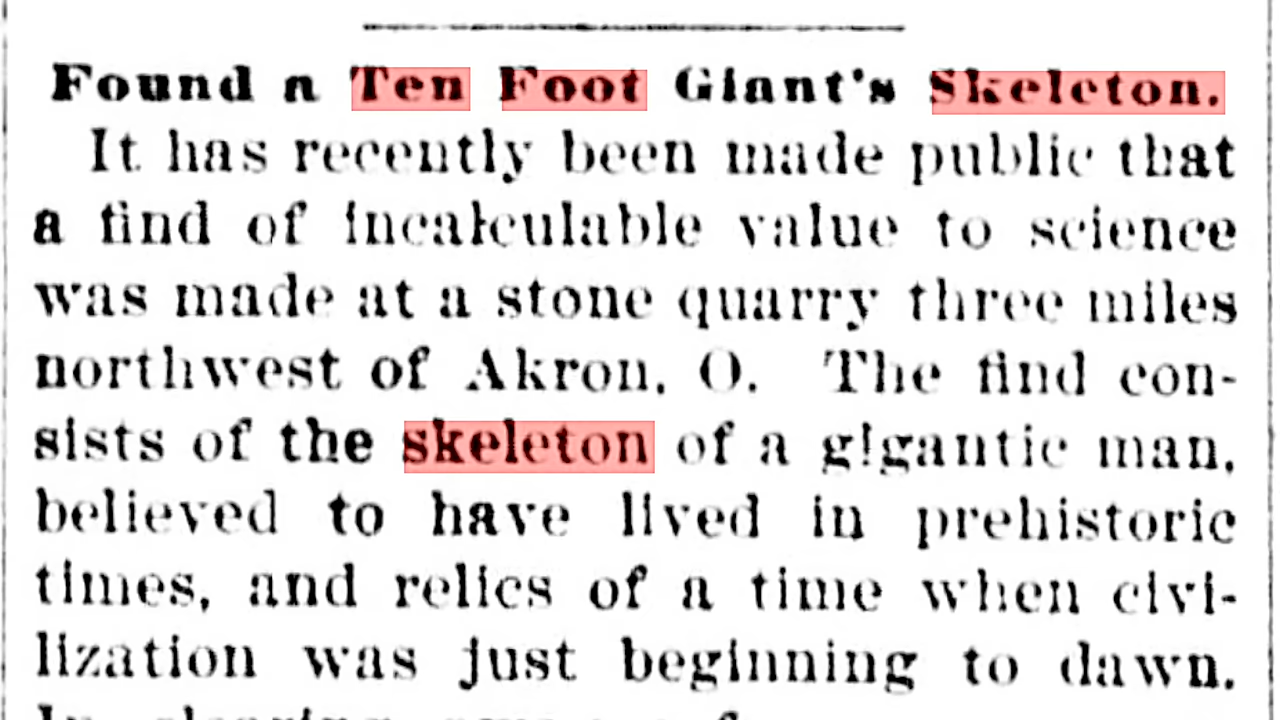 Found a Ten Foot Giant's Skeleton.
It has recently been made public that
a find of incalculable value to science
was made at a stone quarry three miles
northwest of Akron, O. The find con-
sists of the skeleton of a gigantic man,
believed to have lived in prehistoric
times, and relics of a time when civi-
lization was just beginning to dawn.